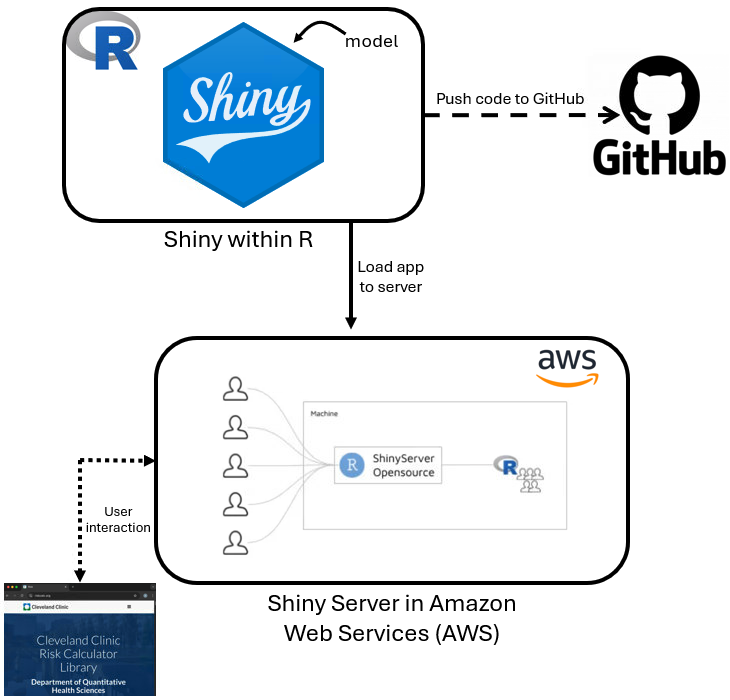 R
model
Shiny
Push code to GitHub
GitHub
Shiny within R
Load app
to server
aws
Machine
R
ShinyServer
Opensource
R
User
interaction
Cleveland Clinic
Cleveland Clinic
Risk Calculator
Library
Department of Quantitative
Health Sciences
Shiny Server in Amazon
Web Services (AWS)